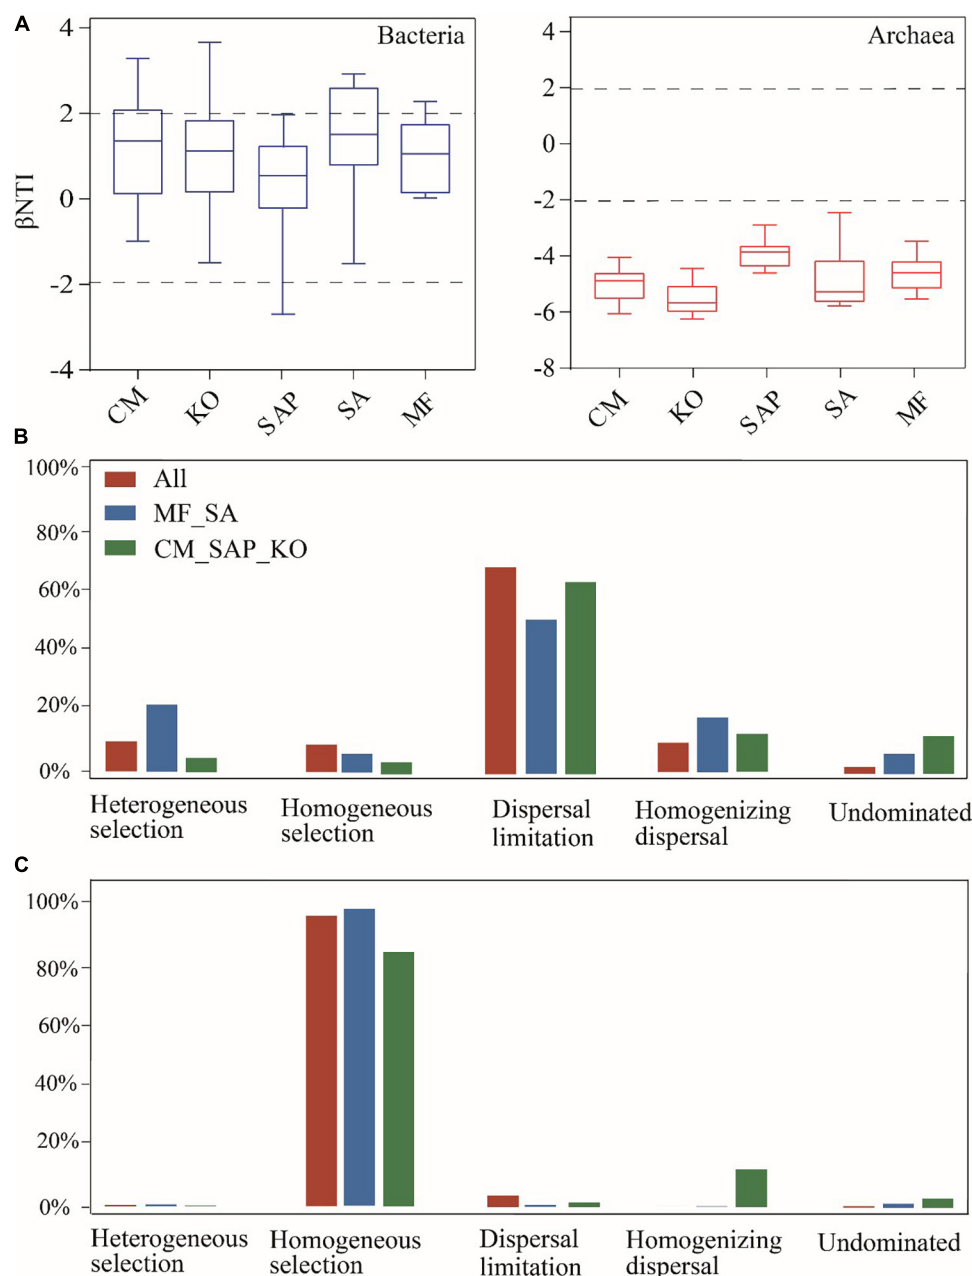 A
Bacteria
Archaea
βNTI
4
2
0
-2
-4
CM
KO
SAP
SA
MF
4
2
0
-2
-4
-6
-8
CM
KO
SAP
SA
MF
B
100%
80%
60%
40%
20%
0%
All
MF_SA
CM_SAP_KO
Heterogeneous
selection
Homogeneous
selection
Dispersal
limitation
Homogenizing
dispersal
Undominated
C
100%
80%
60%
40%
20%
0%
Heterogeneous
selection
Homogeneous
selection
Dispersal
limitation
Homogenizing
dispersal
Undominated